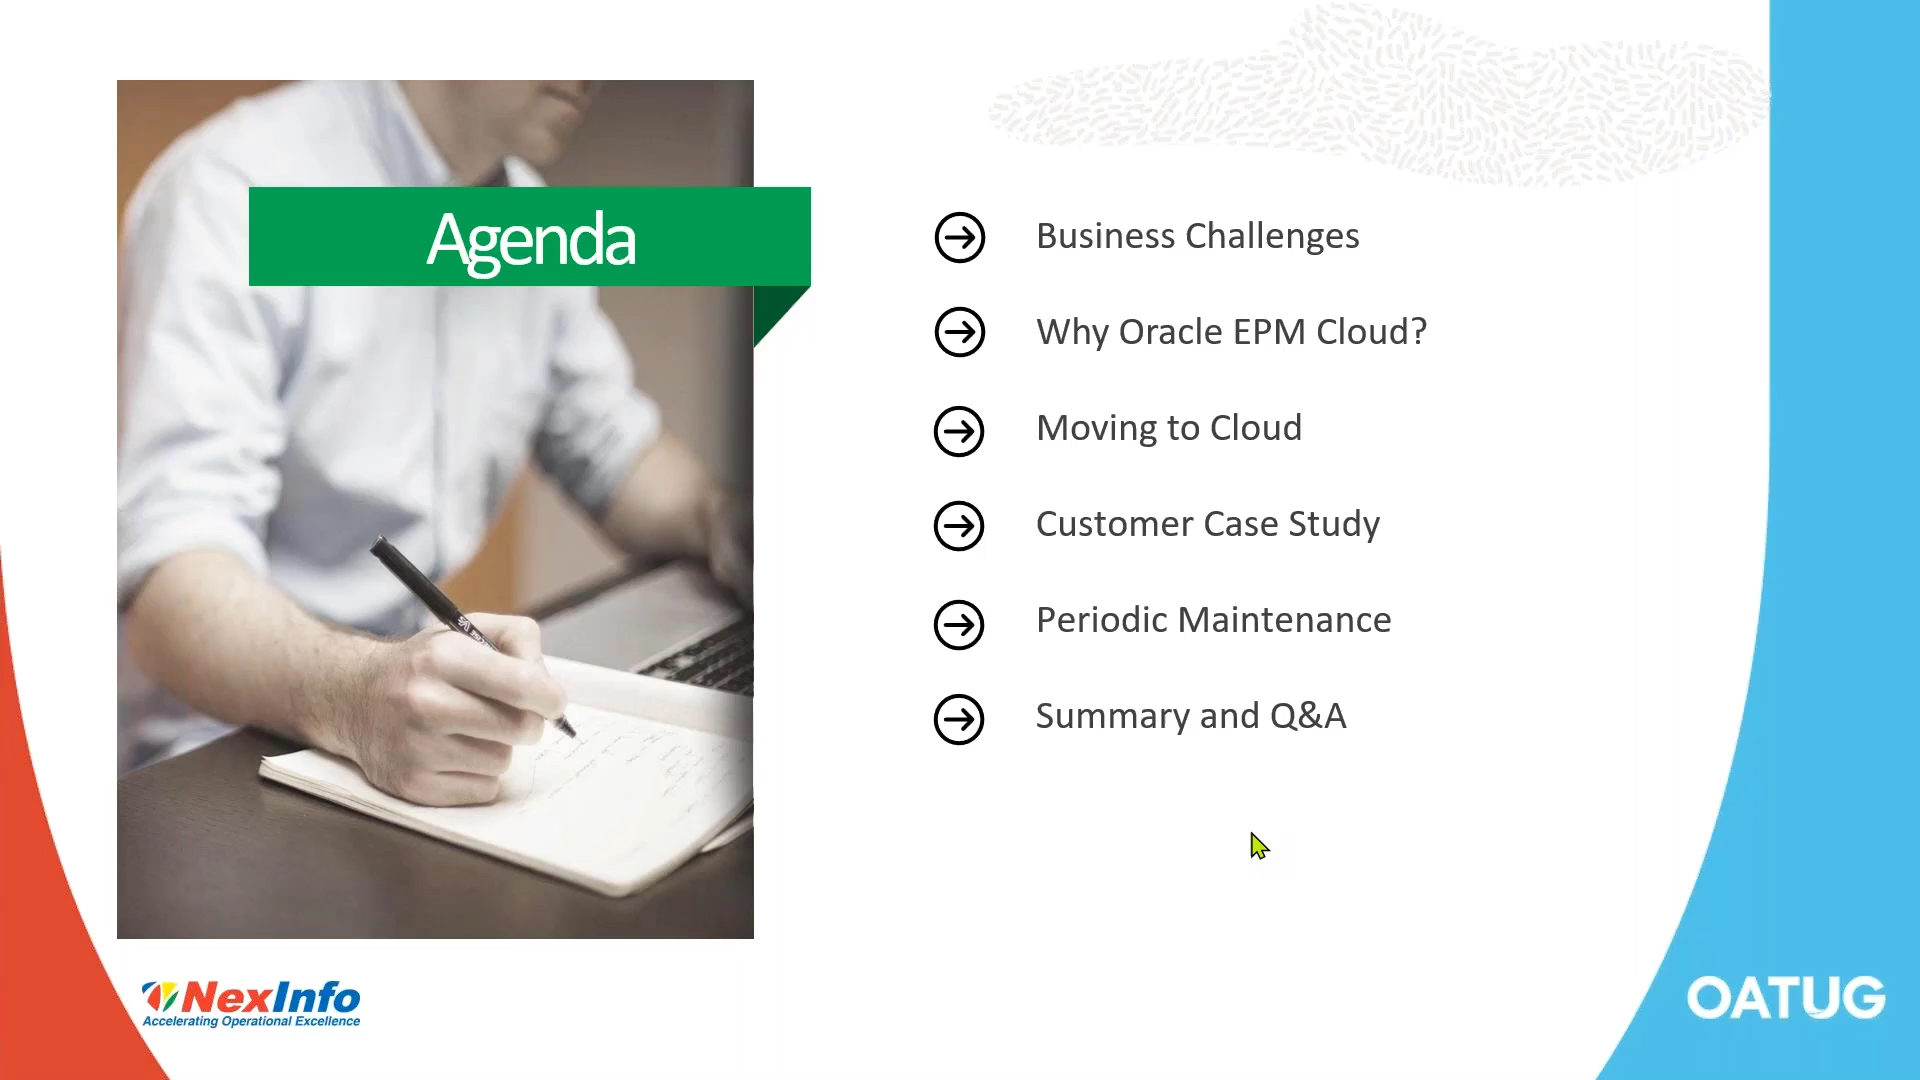 Agenda
Business Challenges
Why Oracle EPM Cloud?
Moving to Cloud
Customer Case Study
Periodic Maintenance
Summary and Q&A
NexInfo
Accelerating Operational Excellence
OATUG